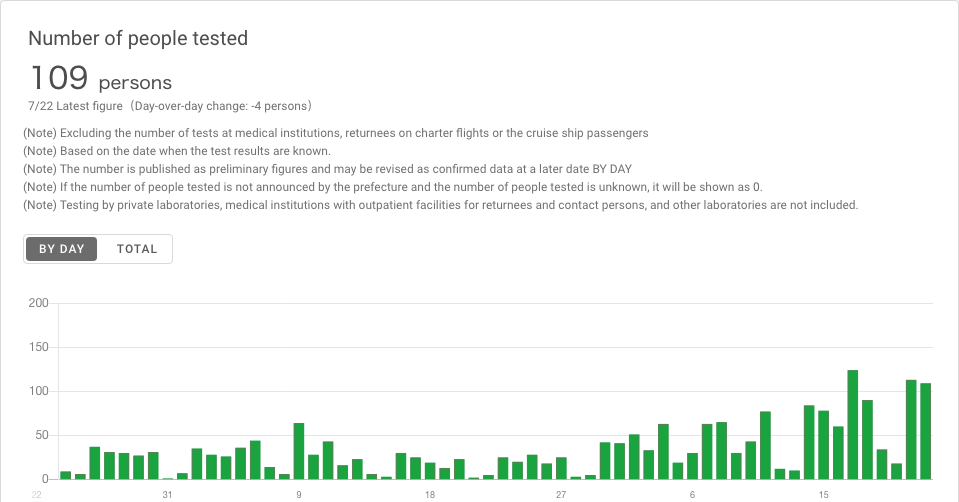 Number of people tested
109 persons
7/22 Latest figure（Day-over-day change: -4 persons）
(Note) Excluding the number of tests at medical institutions, returnees on charter flights or the cruise ship passengers
(Note) Based on the date when the test results are known.
(Note) The number is published as preliminary figures and may be revised as confirmed data at a later date BY DAY
(Note) If the number of people tested is not announced by the prefecture and the number of people tested is unknown, it will be shown as 0.
(Note) Testing by private laboratories, medical institutions with outpatient facilities for returnees and contact persons, and other laboratories are not included.
BY DAY TOTAL
200
150
100
50
0
22 31 9 18 27 6 15